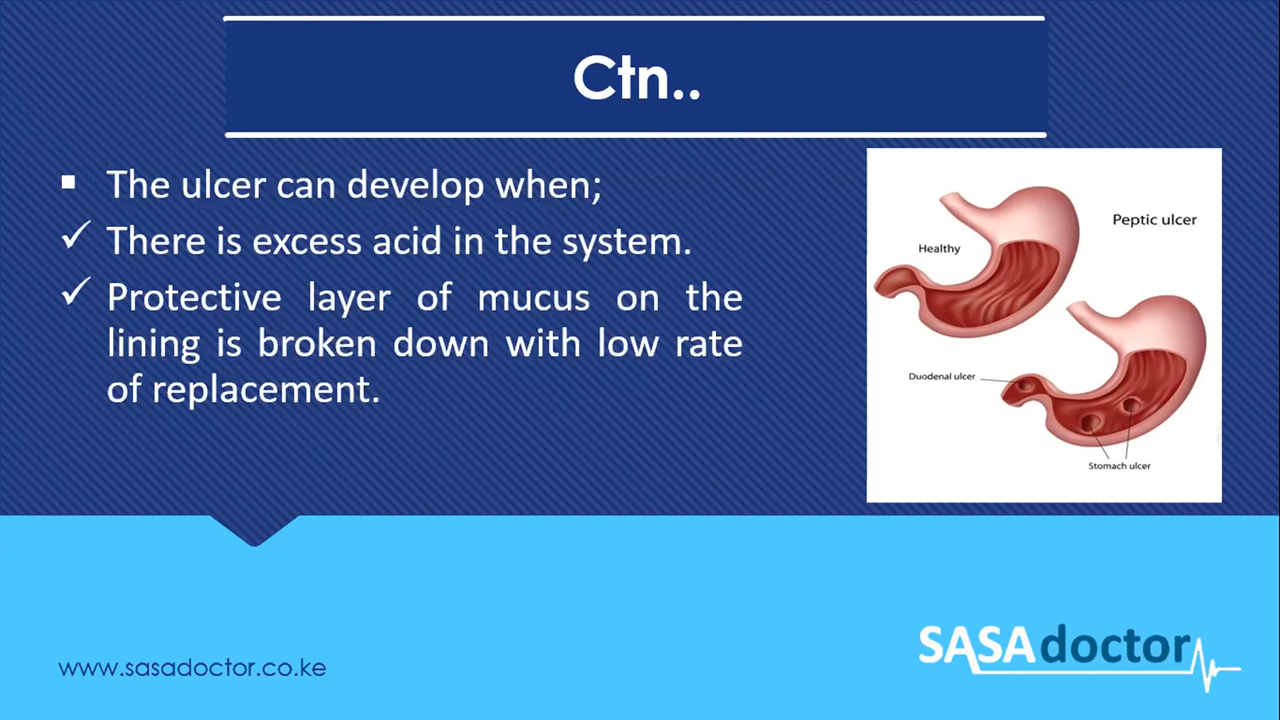 Ctn..
▪ The ulcer can develop when;
✓ There is excess acid in the system.
✓ Protective layer of mucus on the
lining is broken down with low rate
of replacement.
Peptic ulcer
Healthy
Duodenal ulcer
Stomach ulcer
www.sasadoctor.co.ke
SASAdoctor